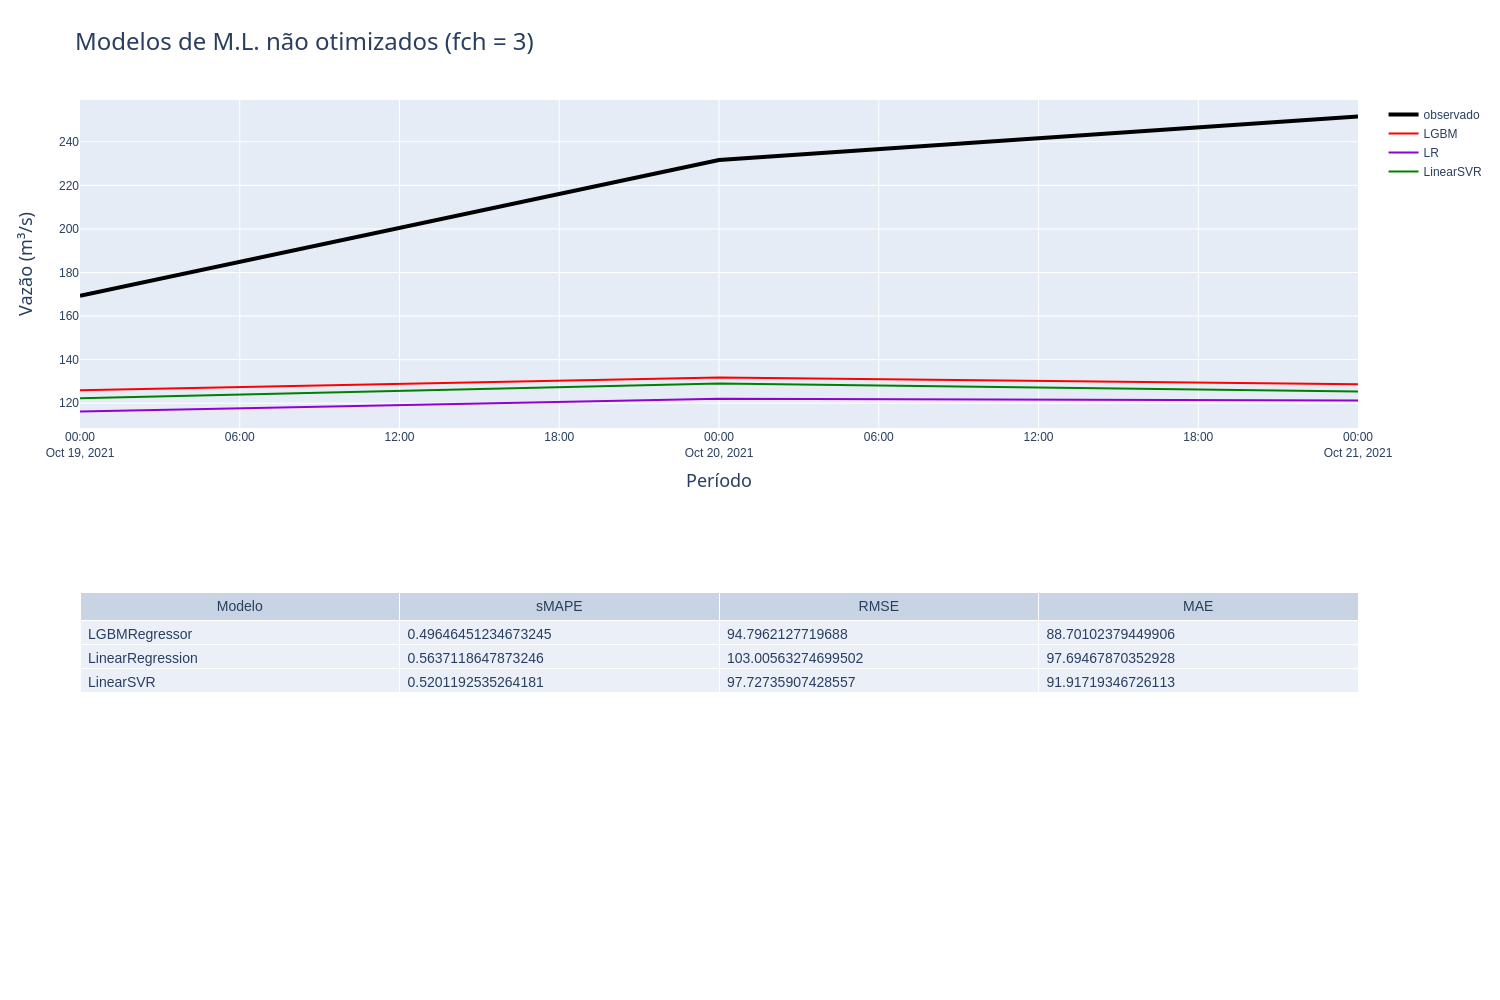 Modelos de M.L. não otimizados (fch = 3)
observado
LGBM
LR
LinearSVR
Vazão (m³/s)
240
220
200
180
160
140
120
00:00 06:00 12:00 18:00 00:00 06:00 12:00 18:00 00:00
Oct 19, 2021 Oct 20, 2021 Oct 21, 2021
Período
Modelo sMAPE RMSE MAE
LGBMRegressor 0.49646451234673245 94.7962127719688 88.70102379449906
LinearRegression 0.5637118647873246 103.00563274699502 97.69467870352928
LinearSVR 0.5201192535264181 97.72735907428557 91.91719346726113